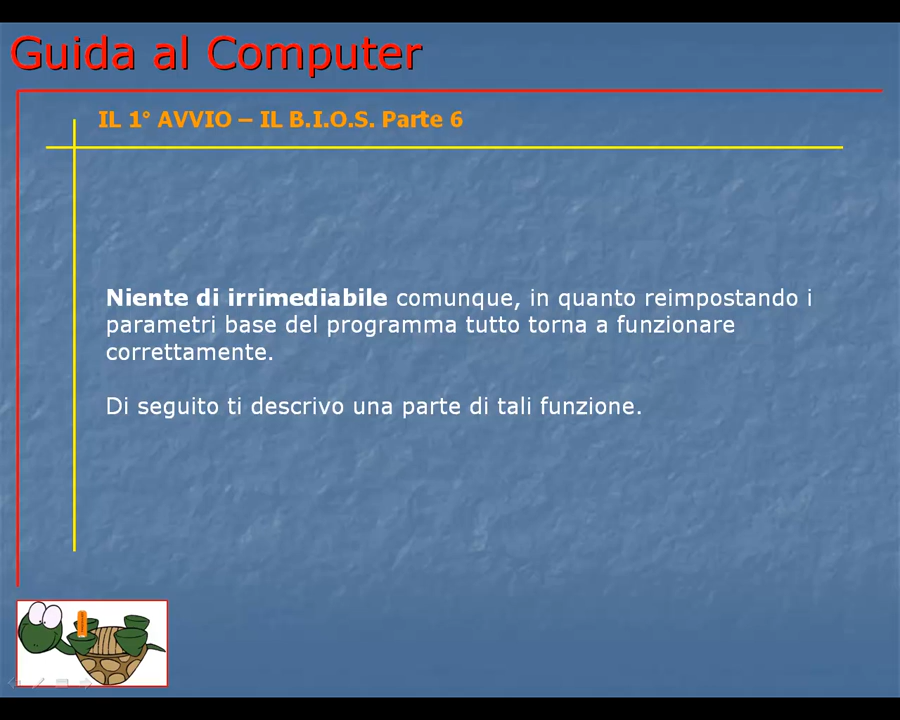 Guida al Computer
IL 1° AVVIO – IL B.I.O.S. Parte 6
Niente di irrimediabile comunque, in quanto reimpostando i
parametri base del programma tutto torna a funzionare
correttamente.
Di seguito ti descrivo una parte di tali funzione.